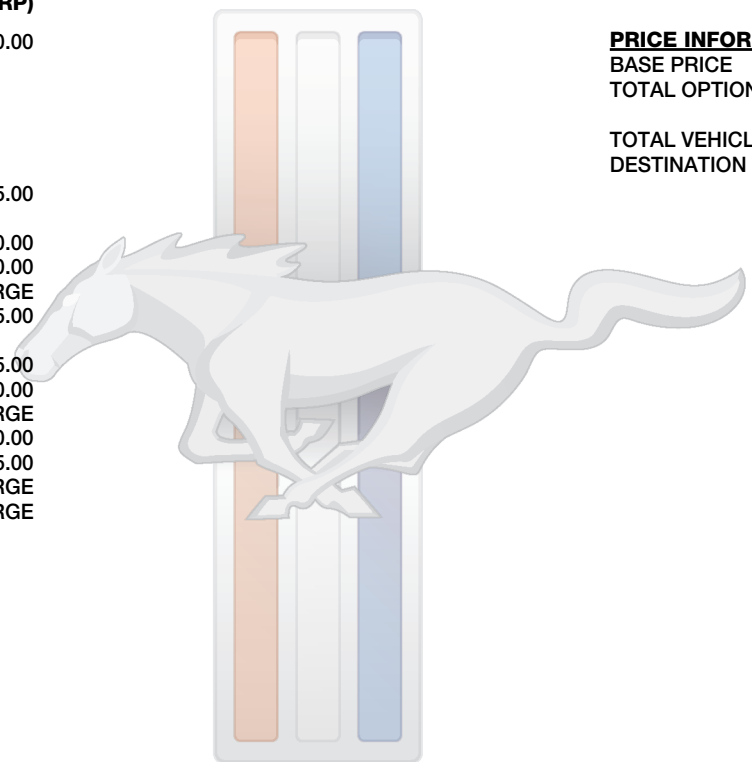 RP)
0.00
5.00
0.00
0.00
RGE
5.00
5.00
0.00
RGE
0.00
5.00
RGE
RGE
PRICE INFOR
BASE PRICE
TOTAL OPTION
TOTAL VEHICL
DESTINATION